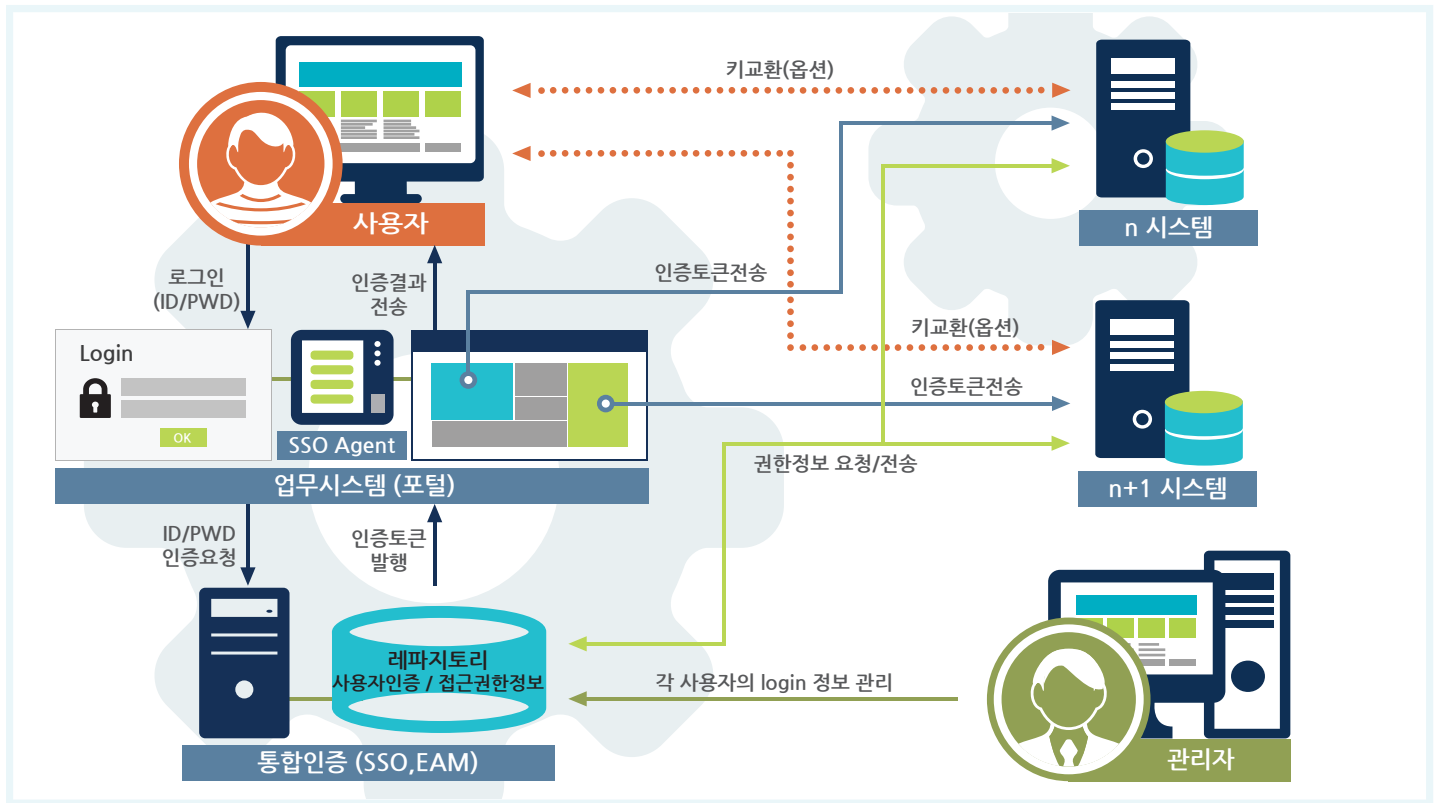 키교환(옵션)
사용자
n 시스템
로그인
(ID/PWD)
인증결과
전송
인증토큰전송
키교환(옵션)
Login
OK
SSO Agent
인증토큰전송
권한정보 요청/전송
업무시스템 (포털)
n+1 시스템
ID/PWD
인증요청
인증토큰
발행
레파지토리
사용자인증 / 접근권한정보
각 사용자의 login 정보 관리
통합인증 (SSO,EAM)
관리자